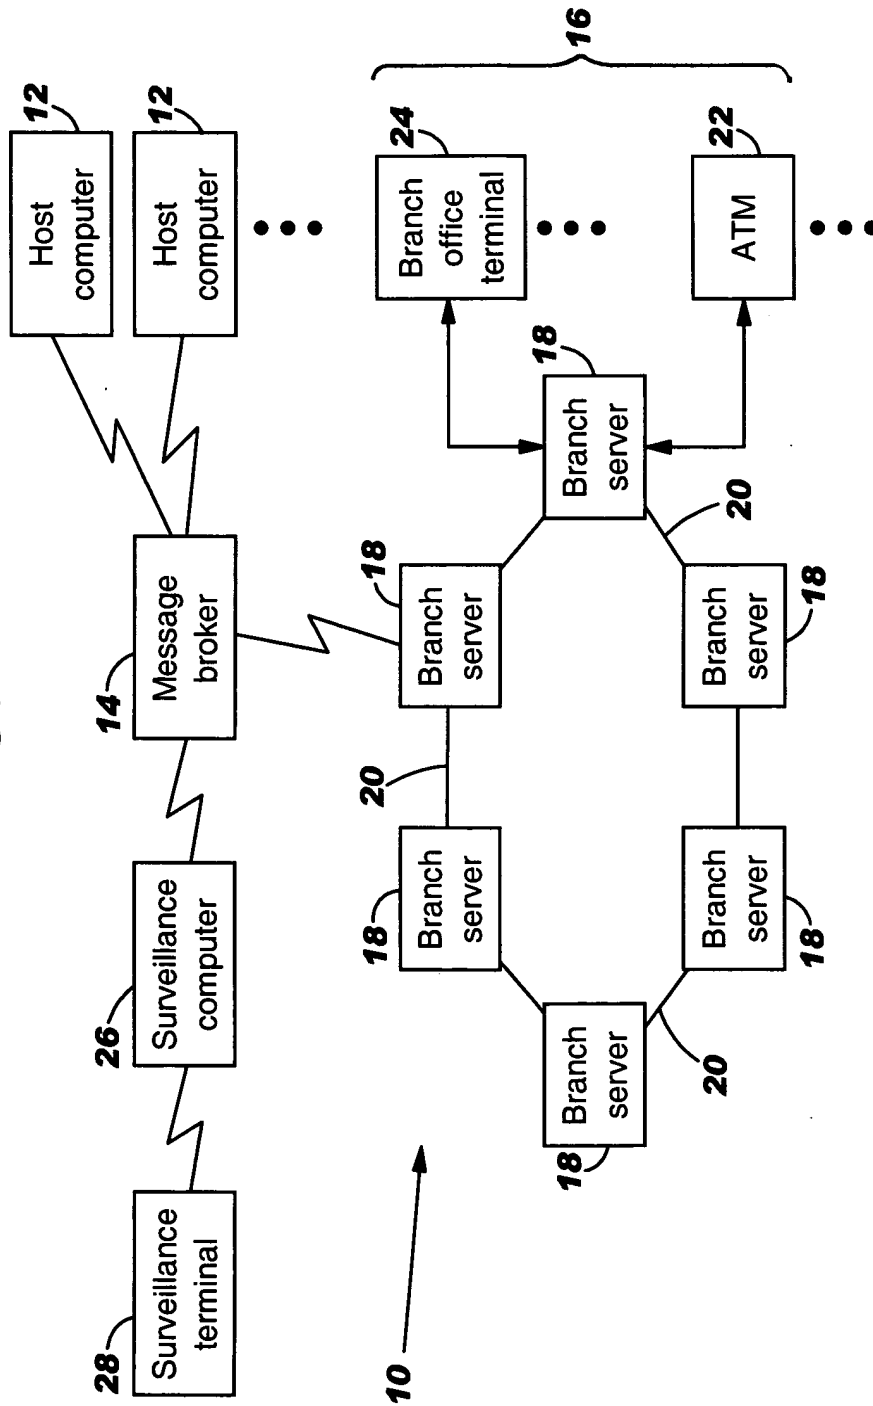 12
Host
computer
12
Host
computer
14
Message
broker
26
Surveillance
computer
28
Surveillance
terminal
16
24
Branch
office
terminal
22
ATM
18
Branch
server
18
Branch
server
20
18
Branch
server
20
18
Branch
server
18
Branch
server
18
Branch
server
20
10